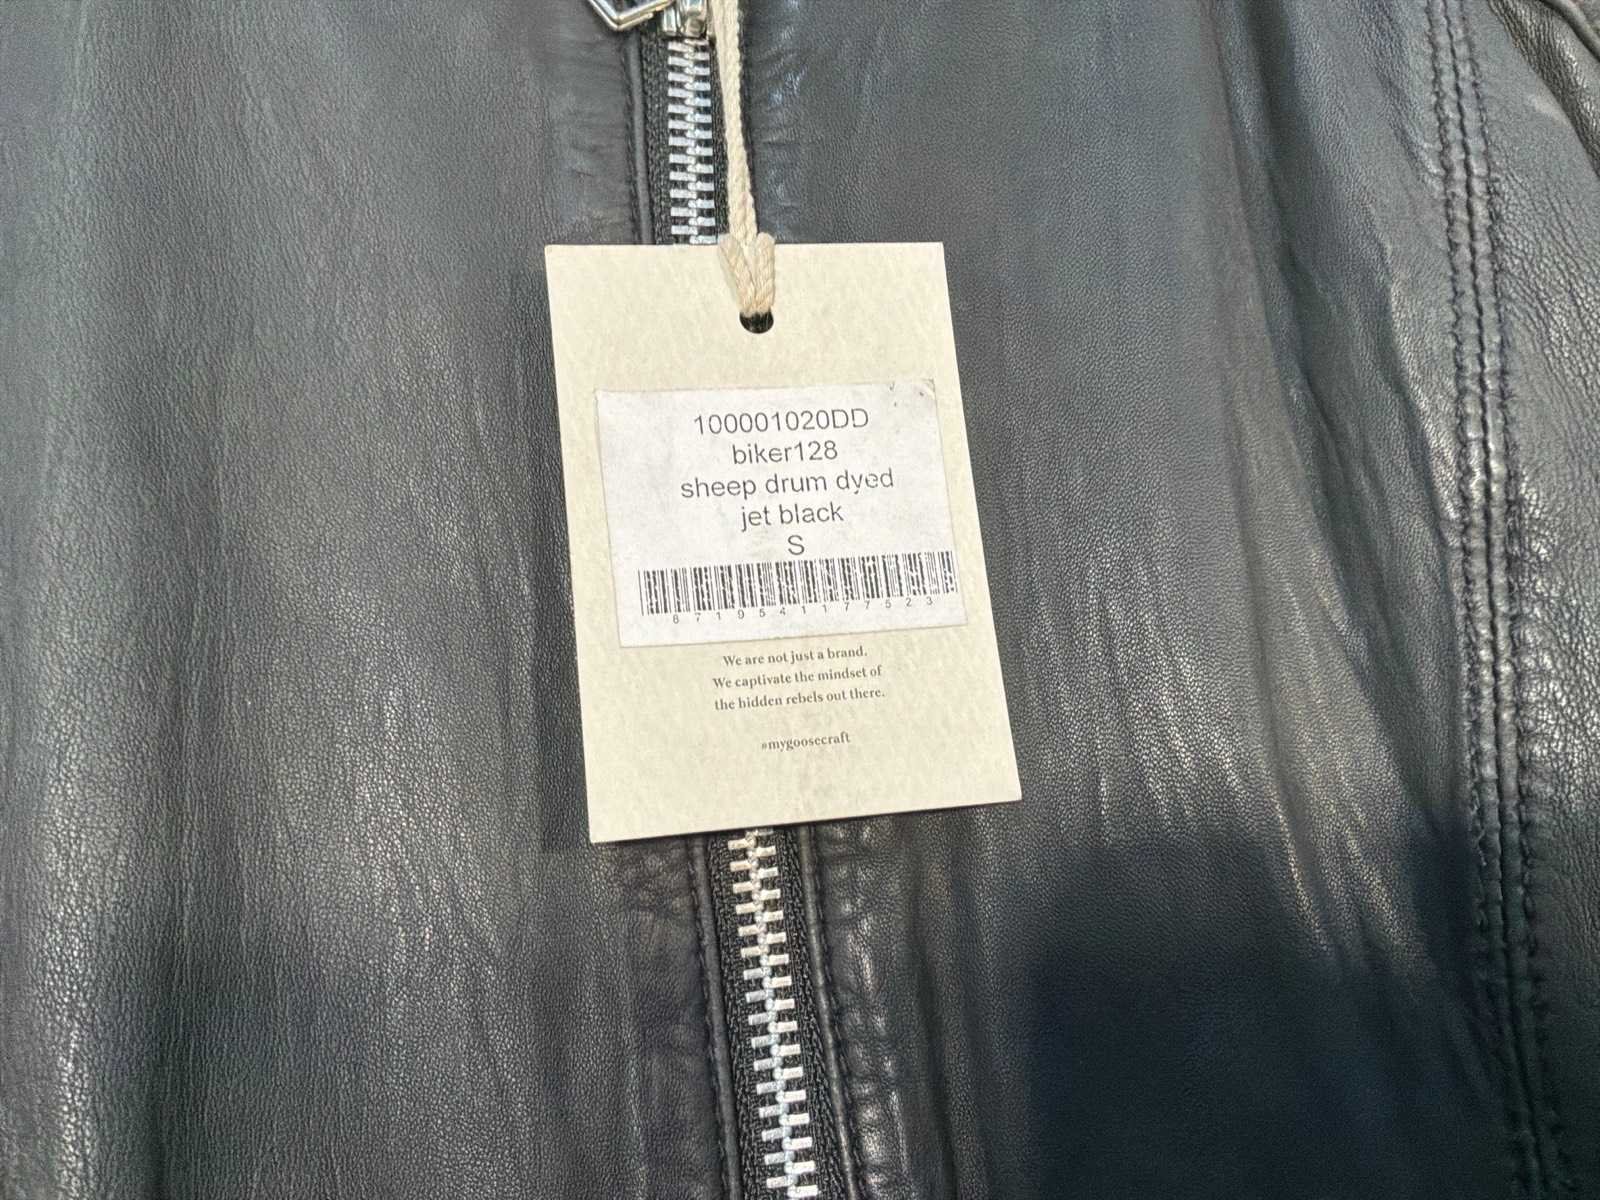 100001020DD
biker128
sheep drum dyed
jet black
S
8719541177523
We are not just a brand.
We captivate the mindset of
the hidden rebels out there.
#mygoosecraft